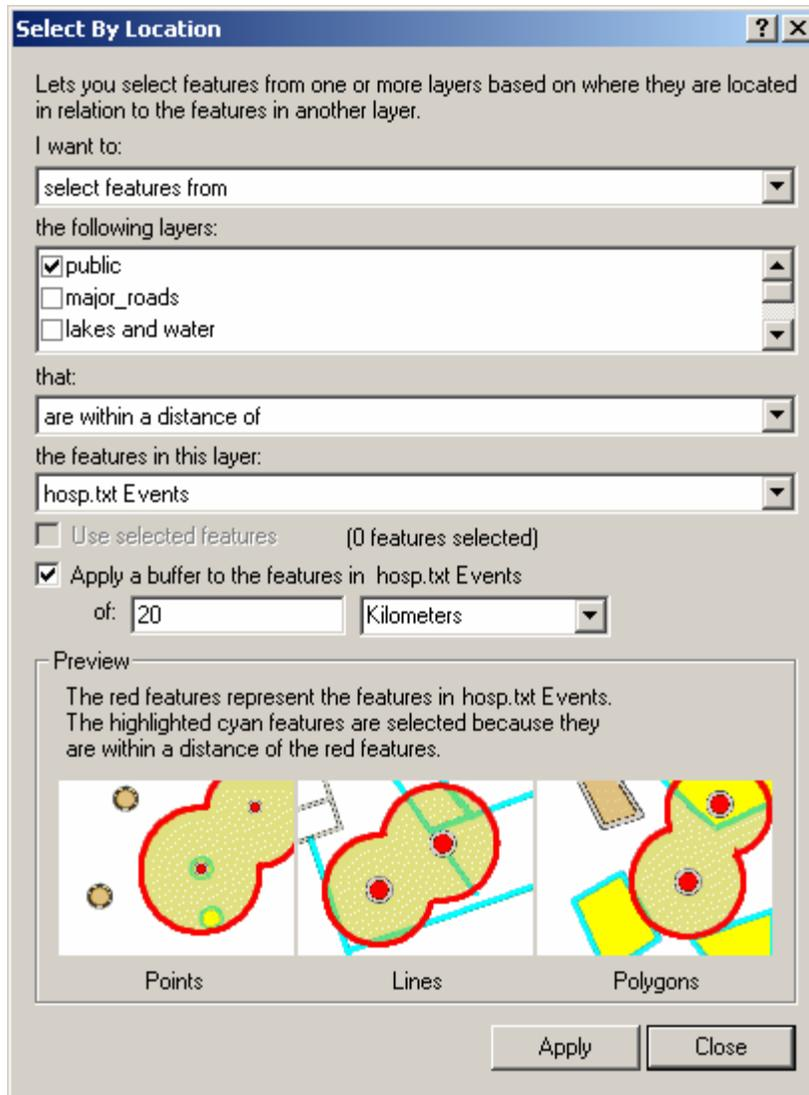 Select By Location
Lets you select features from one or more layers based on where they are located
in relation to the features in another layer.
I want to:
select features from
the following layers:
public
major_roads
lakes and water
that:
are within a distance of
the features in this layer:
hosp.txt Events
Use selected features (0 features selected)
Apply a buffer to the features in hosp.txt Events
of: 20 Kilometers
Preview
The red features represent the features in hosp.txt Events.
The highlighted cyan features are selected because they
are within a distance of the red features.
Points Lines Polygons
Apply Close